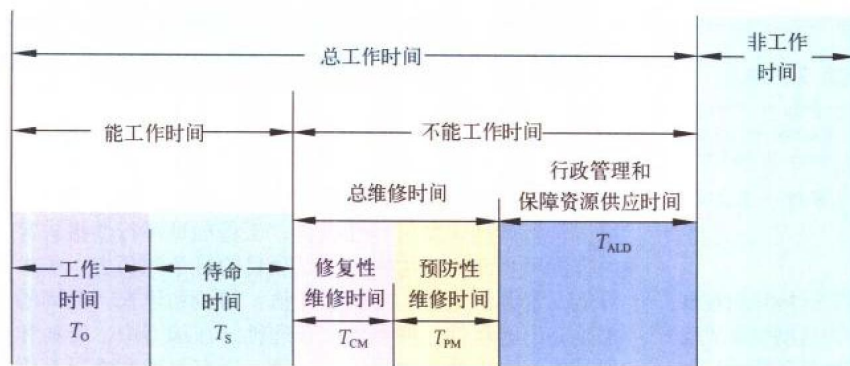 总工作时间
非工作
时间
能工作时间
不能工作时间
总维修时间
行政管理和
保障资源供应时间
T_ALD
工作
时间
T_O
待命
时间
T_S
修复性
维修时间
T_CM
预防性
维修时间
T_PM